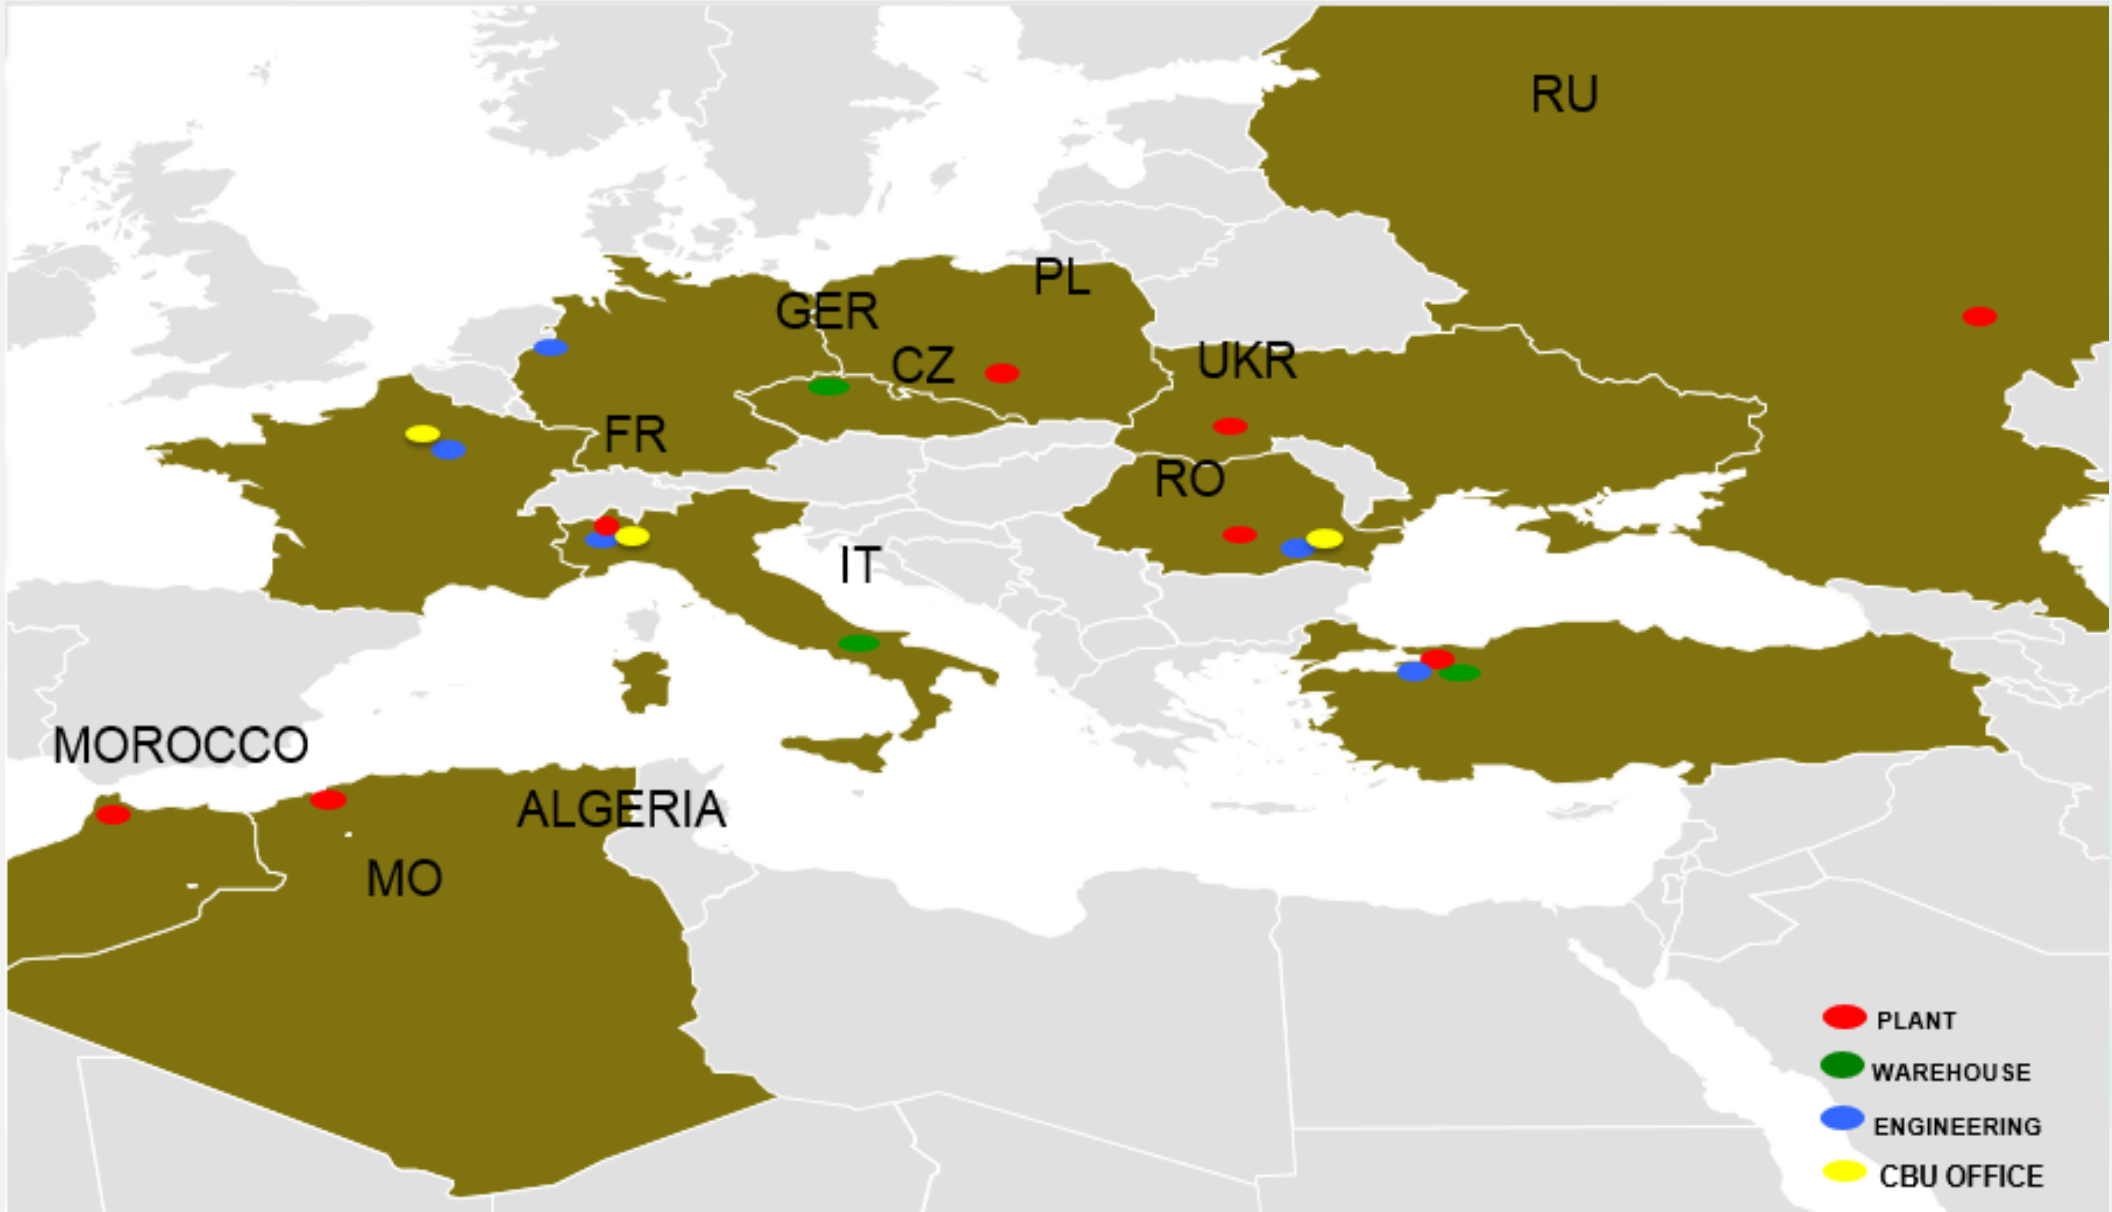 RU
PL
GER
CZ
UKR
FR
RO
IT
MOROCCO
ALGERIA
MO
PLANT
WAREHOUSE
ENGINEERING
CBU OFFICE